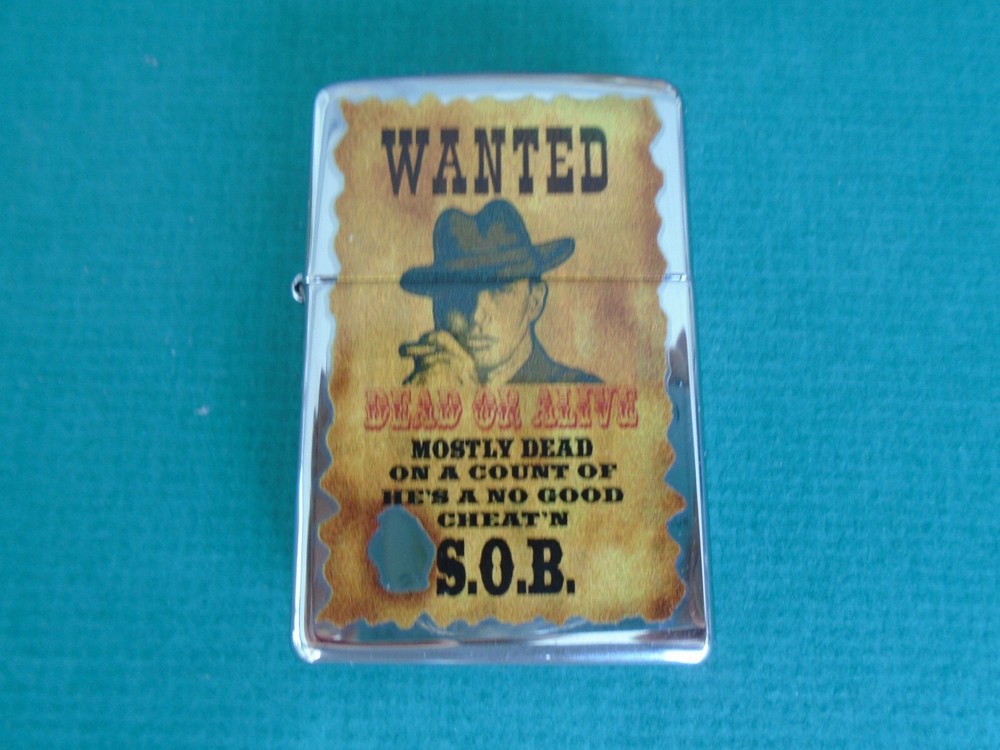 WANTED
DEAD OR ALIVE
MOSTLY DEAD
ON A COUNT OF
HE'S A NO GOOD
CHEAT'N
S.O.B.